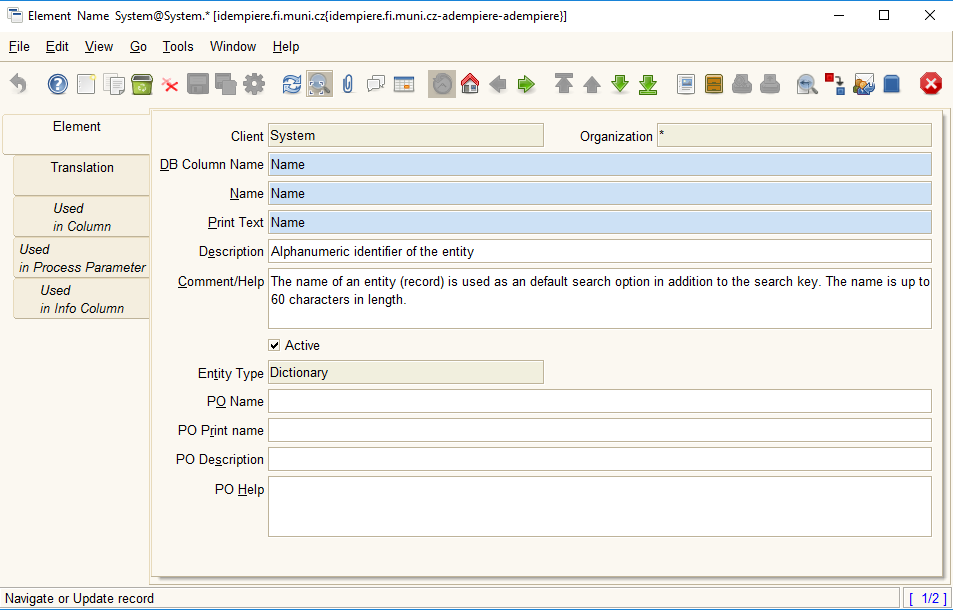 Element Name System@System.* [idempiere.fi.muni.cz{idempiere.fi.muni.cz-adempiere-adempiere}]
File Edit View Go Tools Window Help
Element
Translation
Used
in Column
Used
in Process Parameter
Used
in Info Column
Client System Organization *
DB Column Name Name
Name Name
Print Text Name
Description Alphanumeric identifier of the entity
Comment/Help The name of an entity (record) is used as an default search option in addition to the search key. The name is up to
60 characters in length.
Active
Entity Type Dictionary
PO Name
PO Print name
PO Description
PO Help
Navigate or Update record [ 1/2 ]